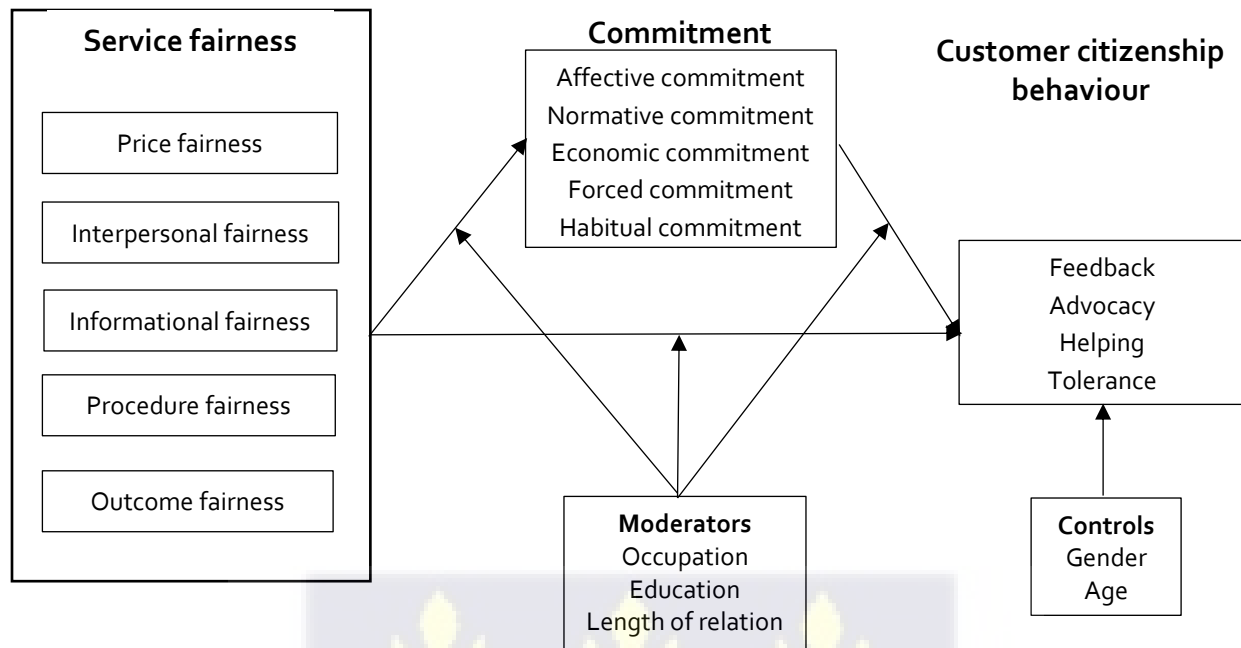 Service fairness
Price fairness
Interpersonal fairness
Informational fairness
Procedure fairness
Outcome fairness
Commitment
Affective commitment
Normative commitment
Economic commitment
Forced commitment
Habitual commitment
Customer citizenship
behaviour
Feedback
Advocacy
Helping
Tolerance
Moderators
Occupation
Education
Length of relation
Controls
Gender
Age